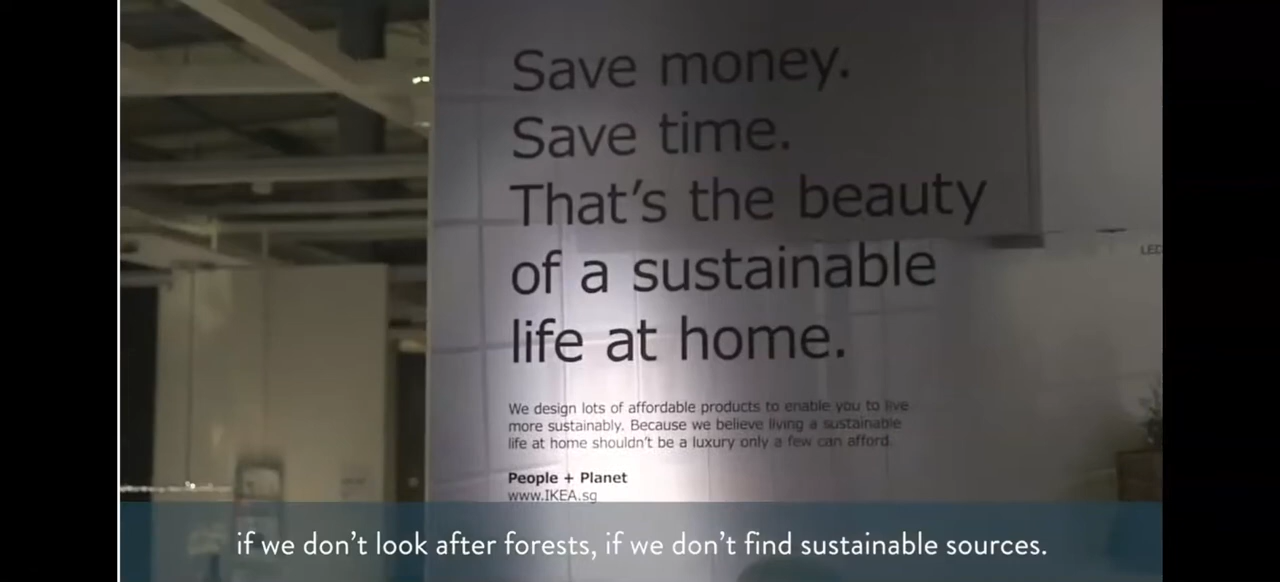 Save money.
Save time.
That's the beauty
of a sustainable
life at home.
LED
We design lots of affordable products to enable you to live
more sustainably. Because we believe living a sustainable
life at home shouldn't be a luxury only a few can afford.
People + Planet
www.IKEA.sg
if we don't look after forests, if we don't find sustainable sources.